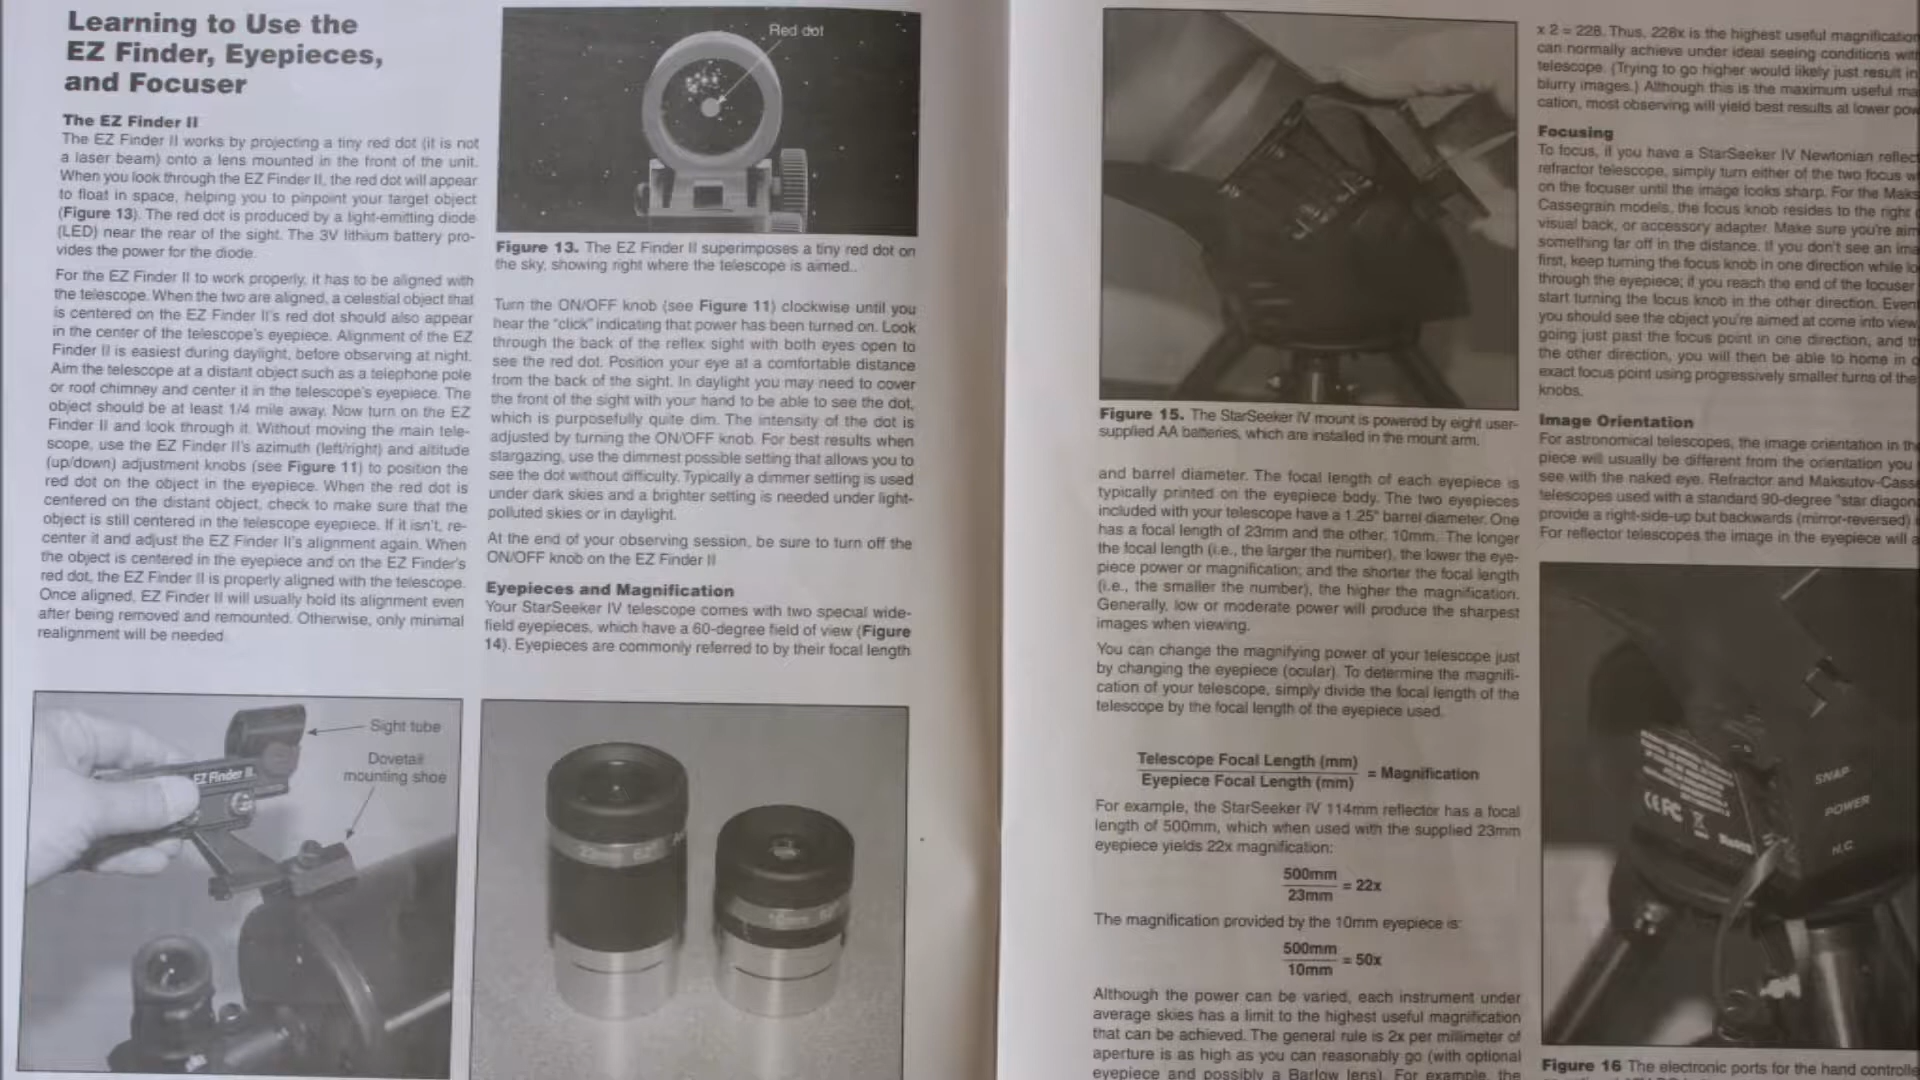 Learning to Use the
EZ Finder, Eyepieces,
and Focuser
The EZ Finder II
The EZ Finder II works by projecting a tiny red dot (it is not
a laser beam) onto a lens mounted in the front of the unit.
When you look through the EZ Finder II, the red dot will appear
to float in space, helping you to pinpoint your target object
(Figure 13). The red dot is produced by a light-emitting diode
(LED) near the rear of the sight. The 3V lithium battery pro-
vides the power for the diode.
For the EZ Finder II to work properly, it has to be aligned with
the telescope. When the two are aligned, a celestial object that
is centered on the EZ Finder II's red dot should also appear
in the center of the telescope's eyepiece. Alignment of the EZ
Finder II is easiest during daylight, before observing at night.
Aim the telescope at a distant object such as a telephone pole
or roof chimney and center it in the telescope's eyepiece. The
object should be at least 1/4 mile away. Now turn on the EZ
Finder II and look through it. Without moving the main tele-
scope, use the EZ Finder II's azimuth (left/right) and altitude
(up/down) adjustment knobs (see Figure 11) to position the
red dot on the object in the eyepiece. When the red dot is
centered on the distant object, check to make sure that the
object is still centered in the telescope eyepiece. If it isn't, re-
center it and adjust the EZ Finder II's alignment again. When
the object is centered in the eyepiece and on the EZ Finder's
red dot, the EZ Finder II is properly aligned with the telescope.
Once aligned, EZ Finder II will usually hold its alignment even
after being removed and remounted. Otherwise, only minimal
realignment will be needed
EZ Finder II
Sight tube
Dovetail
mounting shoe
Red dot
Figure 13. The EZ Finder II superimposes a tiny red dot on
the sky, showing right where the telescope is aimed..
Turn the ON/OFF knob (see Figure 11) clockwise until you
hear the "click" indicating that power has been turned on. Look
through the back of the reflex sight with both eyes open to
see the red dot. Position your eye at a comfortable distance
from the back of the sight. In daylight you may need to cover
the front of the sight with your hand to be able to see the dot,
which is purposefully quite dim. The intensity of the dot is
adjusted by turning the ON/OFF knob. For best results when
stargazing, use the dimmest possible setting that allows you to
see the dot without difficulty. Typically a dimmer setting is used
under dark skies and a brighter setting is needed under light-
polluted skies or in daylight.
At the end of your observing session, be sure to turn off the
ON/OFF knob on the EZ Finder II
Eyepieces and Magnification
Your StarSeeker IV telescope comes with two special wide-
field eyepieces, which have a 60-degree field of view (Figure
14). Eyepieces are commonly referred to by their focal length
Figure 15. The StarSeeker IV mount is powered by eight user-
supplied AA batteries, which are installed in the mount arm.
and barrel diameter. The focal length of each eyepiece is
typically printed on the eyepiece body. The two eyepieces
included with your telescope have a 1.25" barrel diameter. One
has a focal length of 23mm and the other, 10mm. The longer
the focal length (i.e., the larger the number), the lower the eye-
piece power or magnification; and the shorter the focal length
(i.e., the smaller the number), the higher the magnification.
Generally, low or moderate power will produce the sharpest
images when viewing.
You can change the magnifying power of your telescope just
by changing the eyepiece (ocular). To determine the magnifi-
cation of your telescope, simply divide the focal length of the
telescope by the focal length of the eyepiece used.
Telescope Focal Length (mm)
Eyepiece Focal Length (mm) = Magnification
For example, the StarSeeker IV 114mm reflector has a focal
length of 500mm, which when used with the supplied 23mm
eyepiece yields 22x magnification:
500mm
23mm = 22x
The magnification provided by the 10mm eyepiece is:
500mm
10mm = 50x
Although the power can be varied, each instrument under
average skies has a limit to the highest useful magnification
that can be achieved. The general rule is 2x per millimeter of
aperture is as high as you can reasonably go (with optional
eyepiece and possibly a Barlow lens). For example, the
x 2 = 228. Thus, 228x is the highest useful magnification
can normally achieve under ideal seeing conditions with
telescope. (Trying to go higher would likely just result in
blurry images.) Although this is the maximum useful ma
cation, most observing will yield best results at lower pow
Focusing
To focus, if you have a StarSeeker IV Newtonian reflect
refractor telescope, simply turn either of the two focus w
on the focuser until the image looks sharp. For the Maks
Cassegrain models, the focus knob resides to the right
visual back, or accessory adapter. Make sure you're aim
something far off in the distance. If you don't see an ima
first, keep turning the focus knob in one direction while lo
through the eyepiece; if you reach the end of the focuser
start turning the focus knob in the other direction. Even
you should see the object you're aimed at come into view
going just past the focus point in one direction, and th
the other direction, you will then be able to home in o
exact focus point using progressively smaller turns of the
knobs.
Image Orientation
For astronomical telescopes, the image orientation in the
piece will usually be different from the orientation you
see with the naked eye. Refractor and Maksutov-Casse
telescopes used with a standard 90-degree "star diagon
provide a right-side-up but backwards (mirror-reversed)
For reflector telescopes the image in the eyepiece will a
SNAP
POWER
H.C
Figure 16 The electronic ports for the hand controlle